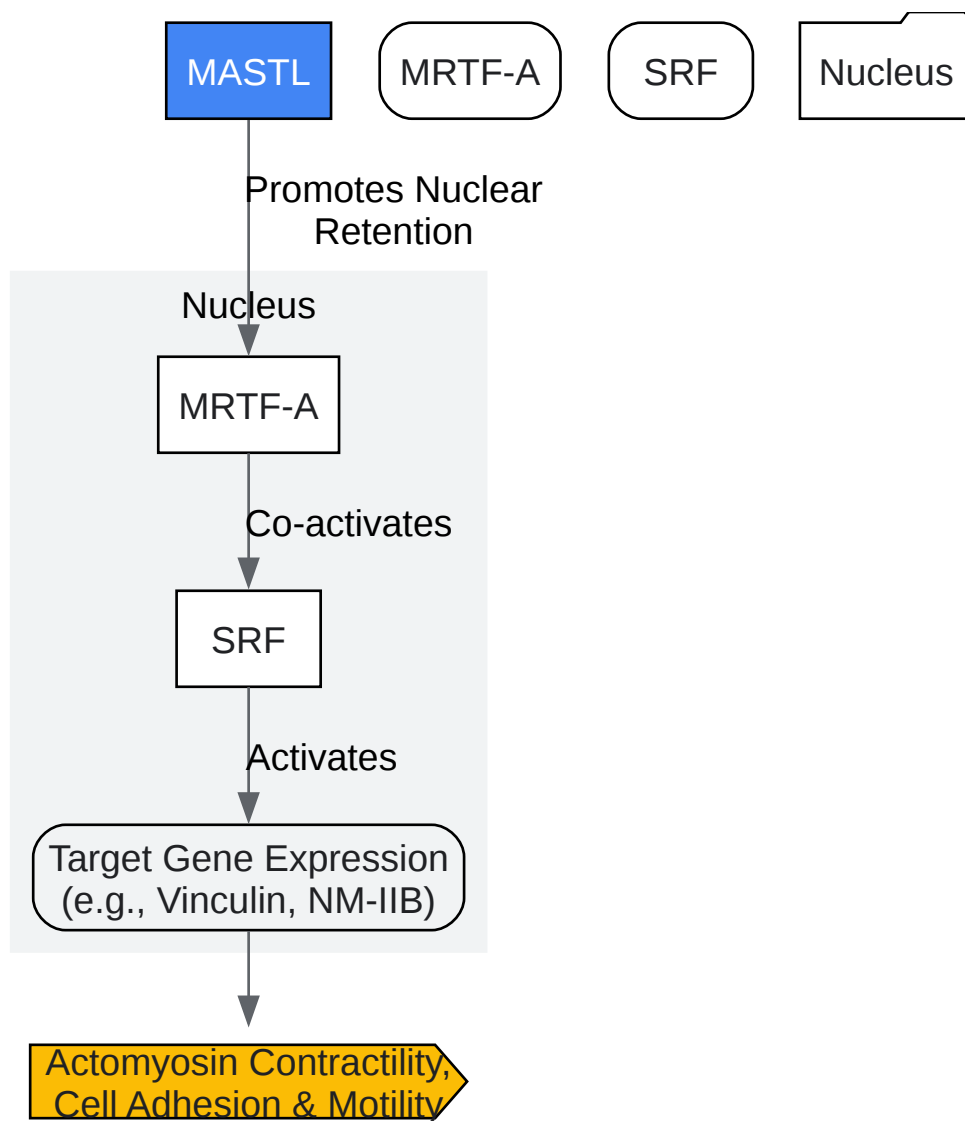 MASTL
MRTF-A
SRF
Nucleus
Promotes Nuclear
Retention
Nucleus
MRTF-A
Co-activates
SRF
Activates
Target Gene Expression
(e.g., Vinculin, NM-IIB)
Actomyosin Contractility,
Cell Adhesion & Motility